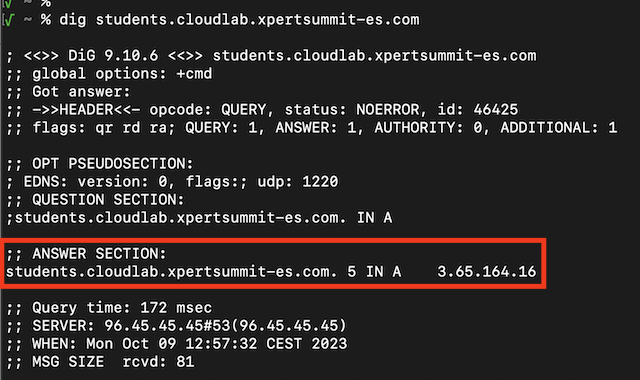 √ ~ %
√ ~ % dig students.cloudlab.xpertsummit-es.com
; <<>> DiG 9.10.6 <<>> students.cloudlab.xpertsummit-es.com
;; global options: +cmd
;; Got answer:
;; ->>HEADER<<- opcode: QUERY, status: NOERROR, id: 46425
;; flags: qr rd ra; QUERY: 1, ANSWER: 1, AUTHORITY: 0, ADDITIONAL: 1
;; OPT PSEUDOSECTION:
; EDNS: version: 0, flags:; udp: 1220
;; QUESTION SECTION:
;students.cloudlab.xpertsummit-es.com. IN A
;; ANSWER SECTION:
students.cloudlab.xpertsummit-es.com. 5 IN A 3.65.164.16
;; Query time: 172 msec
;; SERVER: 96.45.45.45#53(96.45.45.45)
;; WHEN: Mon Oct 09 12:57:32 CEST 2023
;; MSG SIZE rcvd: 81